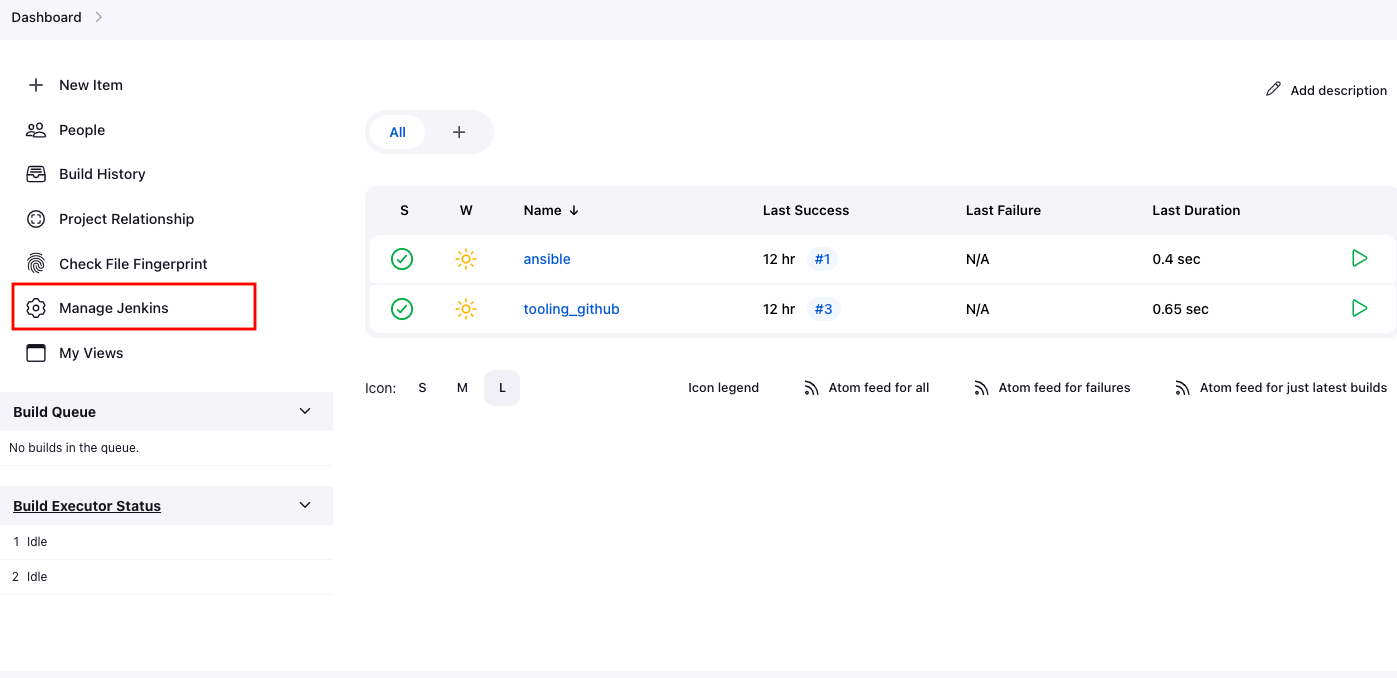 Dashboard
New Item
People
Build History
Project Relationship
Check File Fingerprint
Manage Jenkins
My Views
Build Queue
No builds in the queue.
Build Executor Status
1 Idle
2 Idle
Add description
All
S W Name ↓ Last Success Last Failure Last Duration
ansible 12 hr #1 N/A 0.4 sec
tooling_github 12 hr #3 N/A 0.65 sec
Icon: S M L Icon legend Atom feed for all Atom feed for failures Atom feed for just latest builds